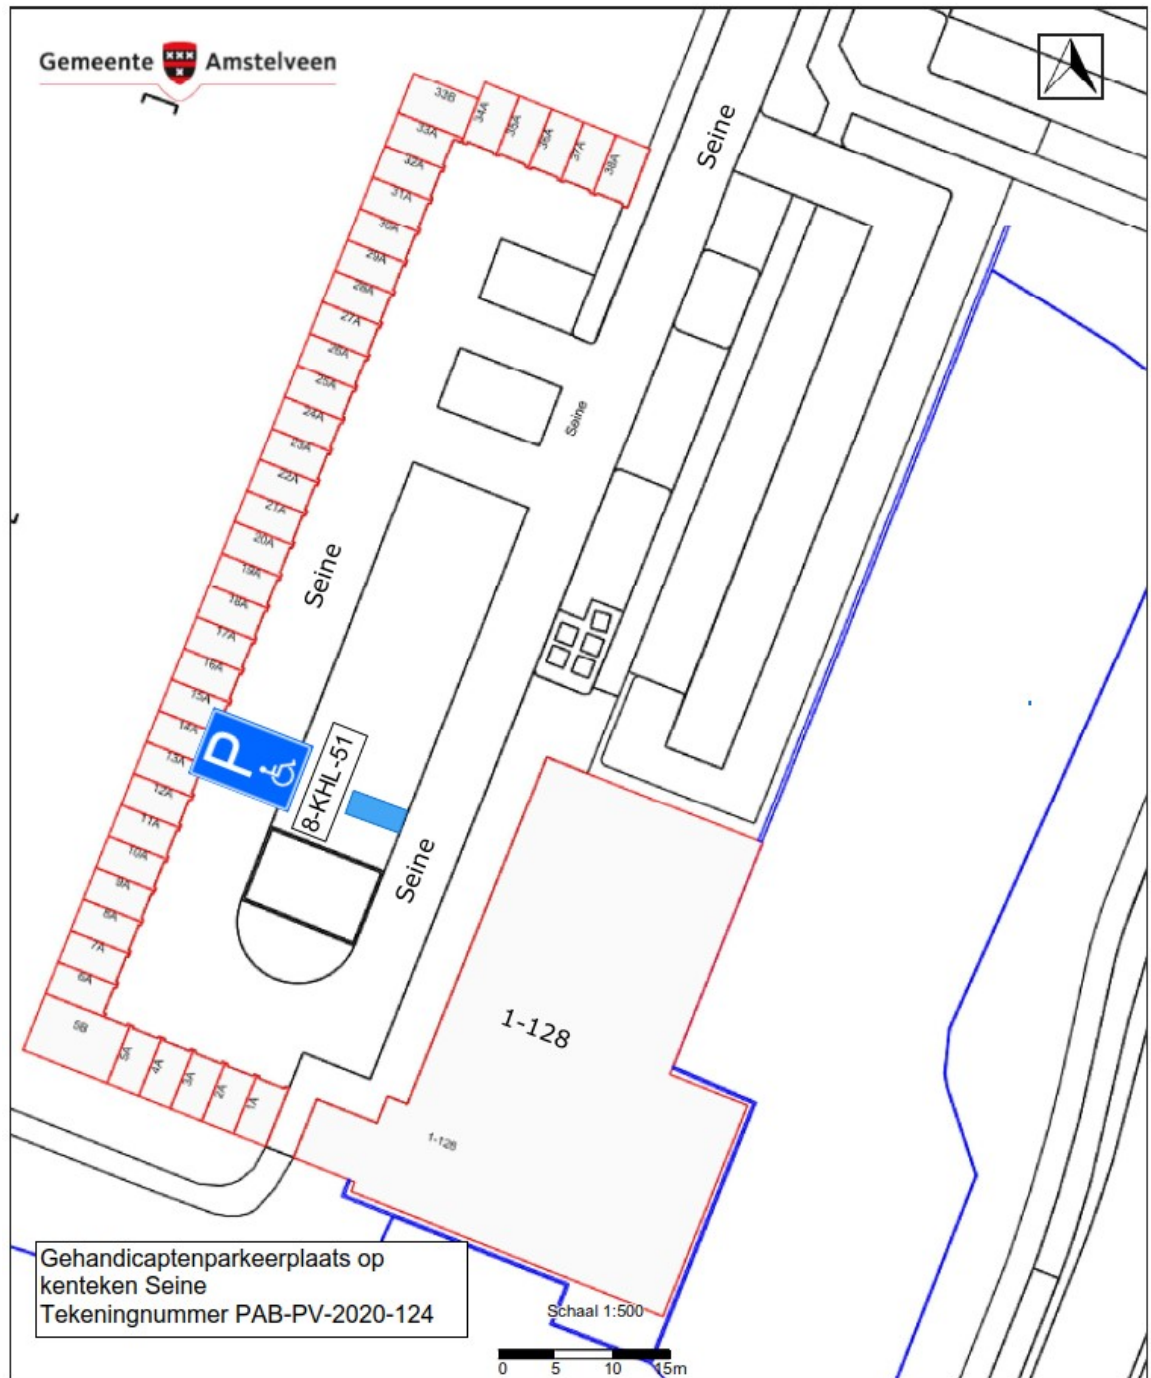 Gemeente Amstelveen
33B
34A
35A
36A
37A
38A
33A
32A
31A
30A
29A
28A
27A
26A
25A
24A
23A
22A
21A
20A
19A
18A
17A
16A
15A
14A
13A
12A
11A
10A
9A
8A
7A
6A
5B
5A
4A
3A
2A
1A
Seine
Seine
Seine
P
8-KHL-51
Seine
1-128
1-128
Gehandicaptenparkeerplaats op
kenteken Seine
Tekeningnummer PAB-PV-2020-124
Schaal 1:500
0 5 10 15m